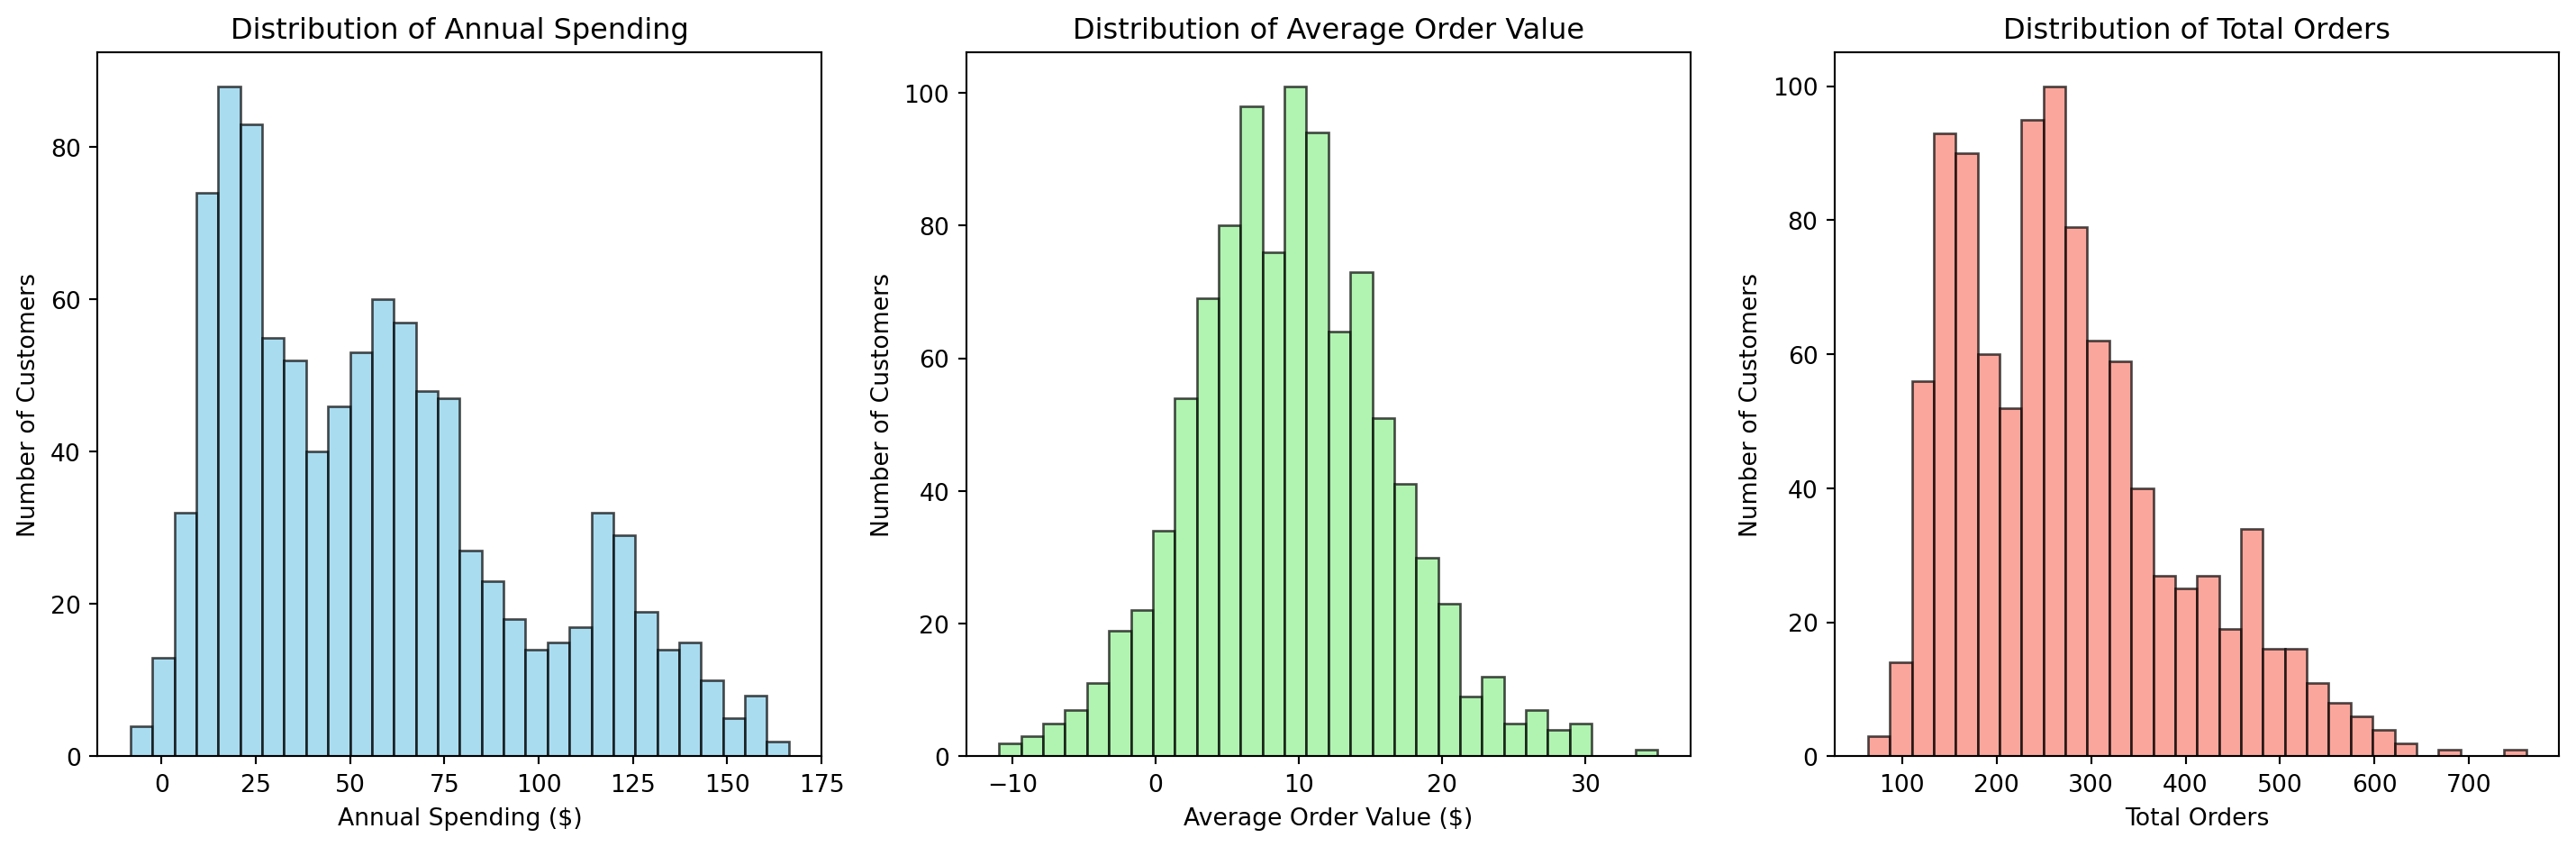 Distribution of Annual Spending
80
60
40
20
0
Number of Customers
0 25 50 75 100 125 150 175
Annual Spending ($)
Distribution of Average Order Value
100
80
60
40
20
0
Number of Customers
−10 0 10 20 30
Average Order Value ($)
Distribution of Total Orders
100
80
60
40
20
0
Number of Customers
100 200 300 400 500 600 700
Total Orders